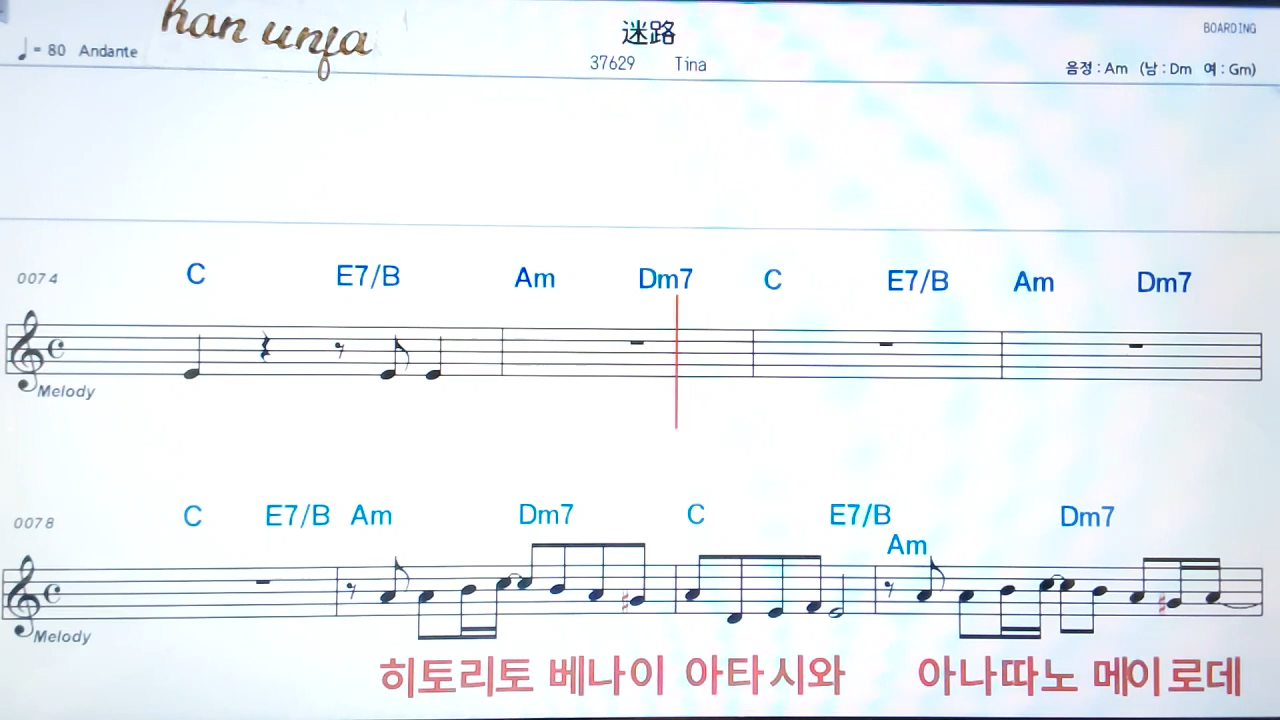 han unfa
迷路
BOARDING
♩= 80 Andante
37629 Tina
음정 : Am (남 : Dm 여 : Gm)
0074
C E7/B Am Dm7 C E7/B Am Dm7
Melody
0078
C E7/B Am Dm7 C E7/B Am Dm7
Melody
히토리토 베나이 아타시와 아나따노 메이로데